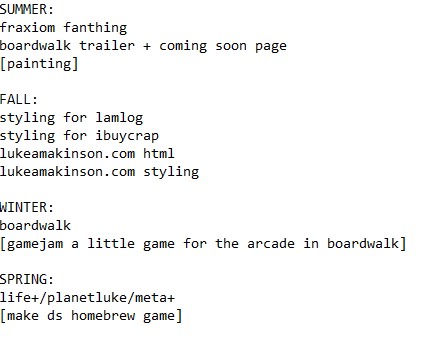 SUMMER:
fraxiom fanthing
boardwalk trailer + coming soon page
[painting]

FALL:
styling for lamlog
styling for ibuycrap
lukeamakinson.com html
lukeamakinson.com styling

WINTER:
boardwalk
[gamejam a little game for the arcade in boardwalk]

SPRING:
life+/planetluke/meta+
[make ds homebrew game]